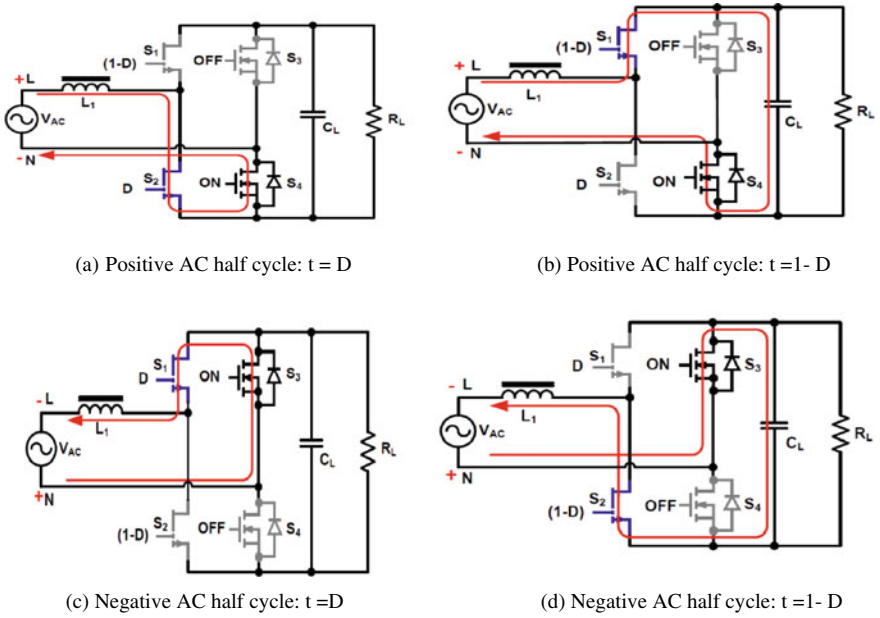 S1
(1-D)
OFF
S3
+L
L1
VAC
CL
RL
-N
S2
D
ON
S4
(a) Positive AC half cycle: t = D
S1
(1-D)
OFF
S3
+ L
L1
VAC
CL
RL
- N
S2
D
ON
S4
(b) Positive AC half cycle: t =1- D
S1
D
ON
S3
-L
L1
VAC
CL
RL
+N
S2
(1-D)
OFF
S4
(c) Negative AC half cycle: t =D
S1
D
ON
S3
- L
L1
VAC
CL
RL
+ N
S2
(1-D)
OFF
S4
(d) Negative AC half cycle: t =1- D